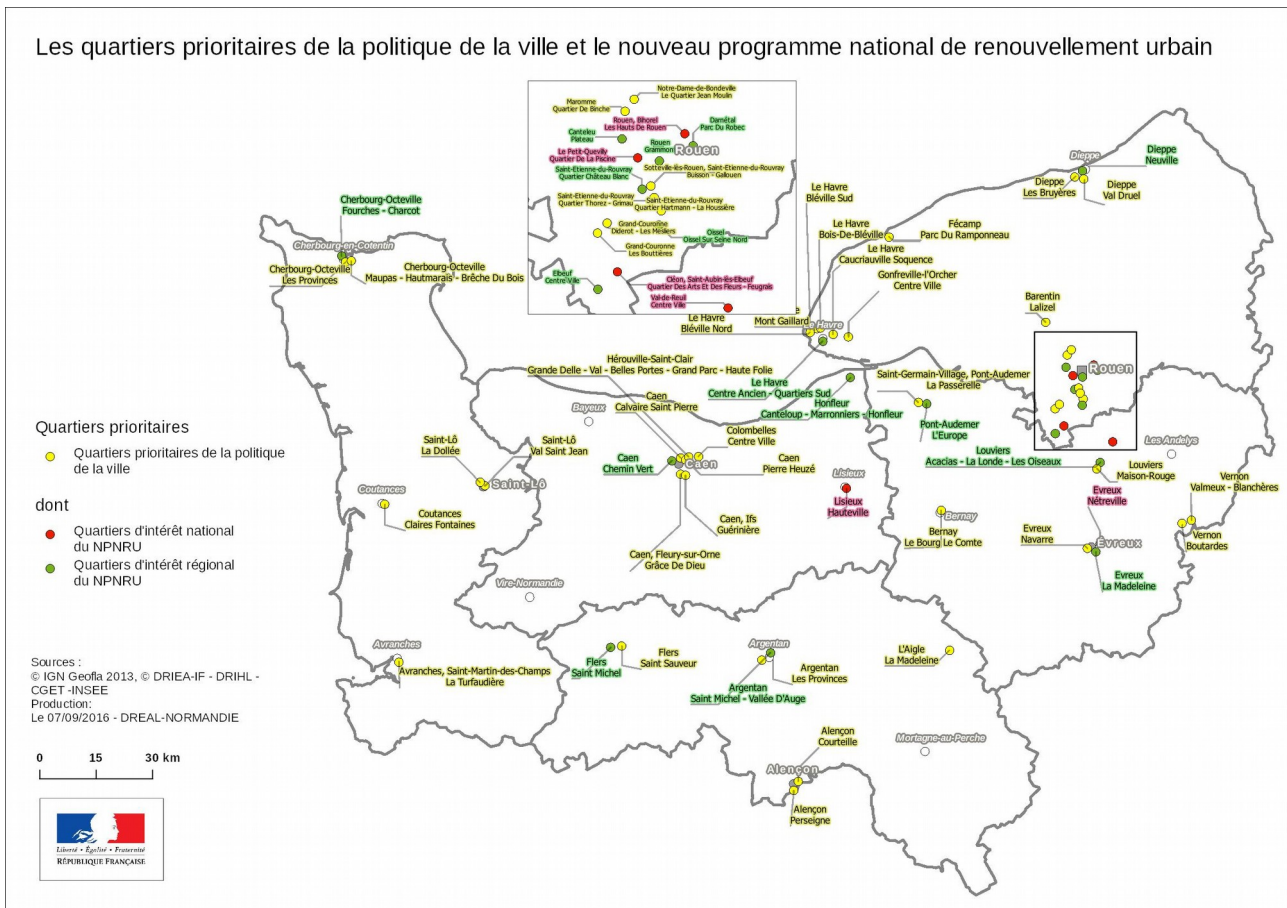 Les quartiers prioritaires de la politique de la ville et le nouveau programme national de renouvellement urbain
Notre-Dame-de-Bondeville
Le Quartier Jean Moulin
Maromme
Quartier De Binche
Rouen, Bihorel
Les Hauts De Rouen
Darnétal
Parc Du Robec
Canteleu
Plateau
Rouen
Grammont
Rouen
Le Petit-Quevilly
Quartier De La Piscine
Sotteville-lès-Rouen, Saint-Etienne-du-Rouvray
Buisson - Gallouen
Saint-Etienne-du-Rouvray
Quartier Château Blanc
Saint-Etienne-du-Rouvray
Quartier Thorez - Grimau
Saint-Etienne-du-Rouvray
Quartier Hartmann - La Houssière
Grand-Couronne
Diderot - Les Mesliers
Oissel
Oissel Sur Seine Nord
Grand-Couronne
Les Bouttières
Elbeuf
Centre-Ville
Cléon, Saint-Aubin-lès-Elbeuf
Quartier Des Arts Et Des Fleurs - Feugrais
Val-de-Reuil
Centre Ville
Dieppe
Dieppe
Neuville
Dieppe
Les Bruyères
Dieppe
Val Druel
Le Havre
Bléville Sud
Le Havre
Bois-De-Bléville
Fécamp
Parc Du Ramponneau
Le Havre
Caucriauville Soquence
Gonfreville-l'Orcher
Centre Ville
Le Havre
Bléville Nord
Mont Gaillard
Le Havre
Barentin
Lalizel
Rouen
Cherbourg-Octeville
Fourches - Charcot
Cherbourg-en-Cotentin
Cherbourg-Octeville
Les Provinces
Cherbourg-Octeville
Maupas - Hautmarais - Brêche Du Bois
Hérouville-Saint-Clair
Grande Delle - Val - Belles Portes - Grand Parc - Haute Folie
Le Havre
Centre Ancien - Quartiers Sud
Honfleur
Canteloup - Marronniers - Honfleur
Saint-Germain-Village, Pont-Audemer
La Passerelle
Pont-Audemer
L'Europe
Caen
Calvaire Saint Pierre
Bayeux
Colombelles
Centre Ville
Caen
Chemin Vert
Caen
Caen
Pierre Heuzé
Caen, Ifs
Guérinière
Caen, Fleury-sur-Orne
Grâce De Dieu
Saint-Lô
La Dollée
Saint-Lô
Val Saint Jean
Saint-Lô
Coutances
Coutances
Claires Fontaines
Lisieux
Lisieux
Hauteville
Louviers
Acacias - La Londe - Les Oiseaux
Louviers
Maison-Rouge
Les Andelys
Vernon
Valmeux - Blanchères
Vernon
Boutardes
Bernay
Bernay
Le Bourg Le Comte
Evreux
Nétreville
Evreux
Navarre
Évreux
Evreux
La Madeleine
Vire-Normandie
Avranches
Avranches, Saint-Martin-des-Champs
La Turfaudière
Flers
Saint Michel
Flers
Saint Sauveur
Argentan
Argentan
Les Provinces
Argentan
Saint Michel - Vallée D'Auge
L'Aigle
La Madeleine
Mortagne-au-Perche
Alençon
Courteille
Alençon
Alençon
Perseigne
Quartiers prioritaires
Quartiers prioritaires de la politique
de la ville
dont
Quartiers d'intérêt national
du NPNRU
Quartiers d'intérêt régional
du NPNRU
Sources :
© IGN Geofla 2013, © DRIEA-IF - DRIHL -
CGET -INSEE
Production:
Le 07/09/2016 - DREAL-NORMANDIE
0 15 30 km
Liberté • Égalité • Fraternité
RÉPUBLIQUE FRANÇAISE